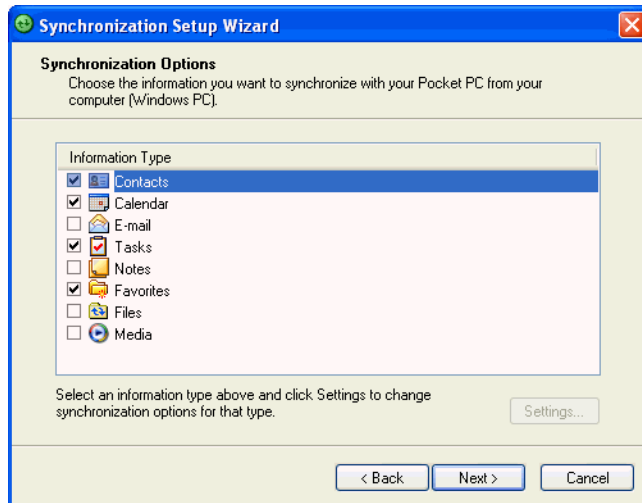 Synchronization Setup Wizard
Synchronization Options
Choose the information you want to synchronize with your Pocket PC from your
computer (Windows PC).
Information Type
Contacts
Calendar
E-mail
Tasks
Notes
Favorites
Files
Media
Select an information type above and click Settings to change
synchronization options for that type.
Settings...
< Back
Next >
Cancel